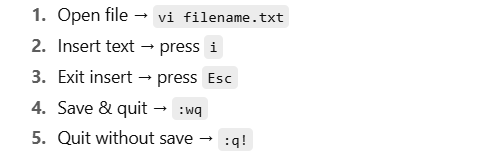 1. Open file → vi filename.txt
2. Insert text → press i
3. Exit insert → press Esc
4. Save & quit → :wq
5. Quit without save → :q!